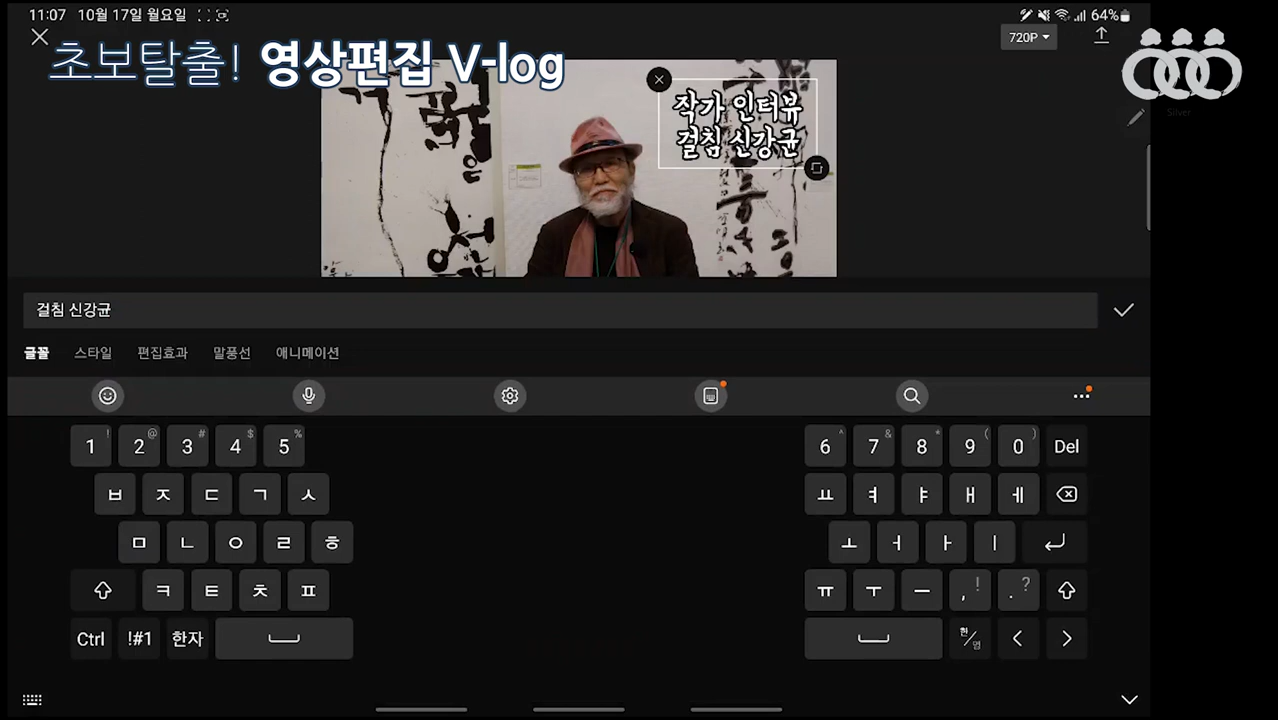 11:07 10월 17일 월요일
64%
초보탈출! 영상편집 V-log
720P
Silver
작가 인터뷰
걸침 신강균
걸침 신강균
글꼴 스타일 편집효과 말풍선 애니메이션
1 ! 2 @ 3 # 4 $ 5 % 6 ^ 7 & 8 * 9 ( 0 ) Del
ㅂ ㅈ ㄷ ㄱ ㅅ ㅛ ㅕ ㅑ ㅐ ㅔ
ㅁ ㄴ ㅇ ㄹ ㅎ ㅗ ㅓ ㅏ ㅣ
ㅋ ㅌ ㅊ ㅍ ㅠ ㅜ ㅡ , ! . ?
Ctrl !#1 한자 < >